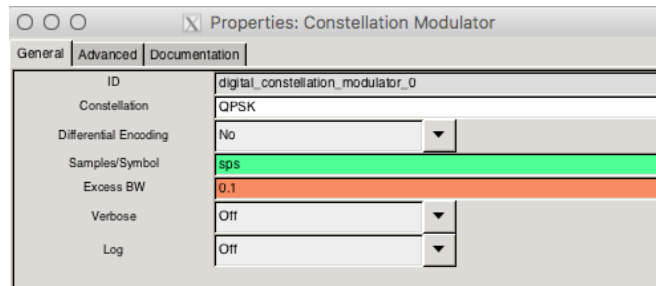 Properties: Constellation Modulator
General Advanced Documentation
ID digital_constellation_modulator_0
Constellation QPSK
Differential Encoding No
Samples/Symbol sps
Excess BW 0.1
Verbose Off
Log Off